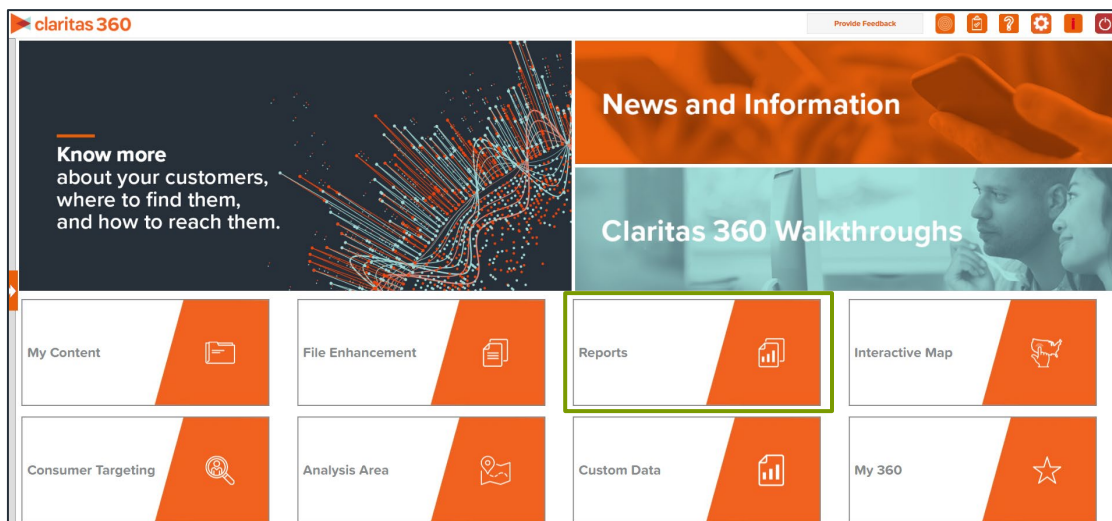 claritas 360
Provide Feedback
Know more
about your customers,
where to find them,
and how to reach them.
News and Information
Claritas 360 Walkthroughs
My Content
File Enhancement
Reports
Interactive Map
Consumer Targeting
Analysis Area
Custom Data
My 360